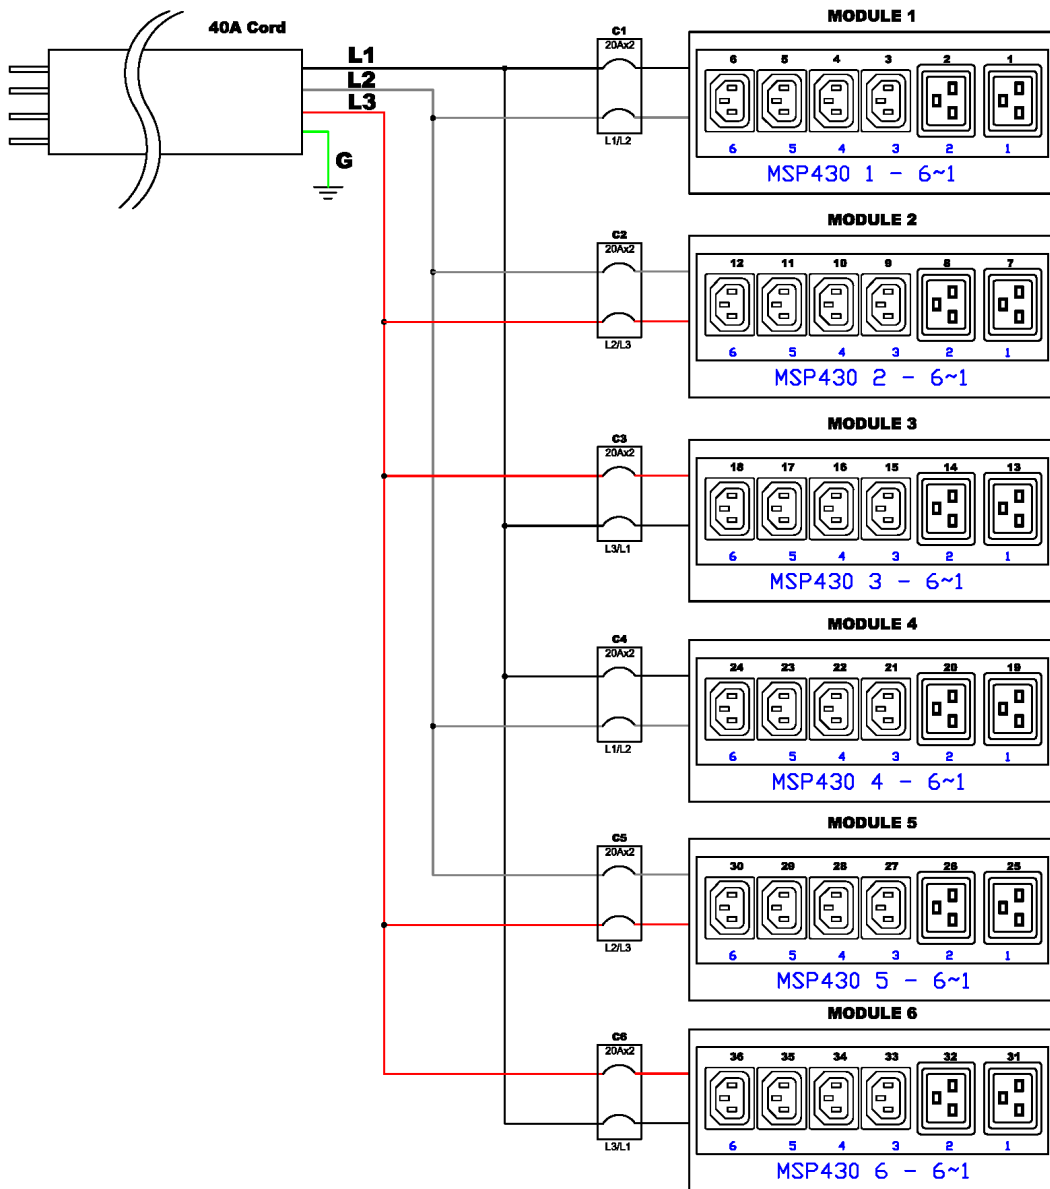 40A Cord
L1
L2
L3
G
C1
20Ax2
L1/L2
MODULE 1
6 5 4 3 2 1
6 5 4 3 2 1
MSP430 1 - 6~1
C2
20Ax2
L2/L3
MODULE 2
12 11 10 9 8 7
6 5 4 3 2 1
MSP430 2 - 6~1
C3
20Ax2
L3/L1
MODULE 3
18 17 16 15 14 13
6 5 4 3 2 1
MSP430 3 - 6~1
C4
20Ax2
L1/L2
MODULE 4
24 23 22 21 20 19
6 5 4 3 2 1
MSP430 4 - 6~1
C5
20Ax2
L2/L3
MODULE 5
30 29 28 27 26 25
6 5 4 3 2 1
MSP430 5 - 6~1
C6
20Ax2
L3/L1
MODULE 6
36 35 34 33 32 31
6 5 4 3 2 1
MSP430 6 - 6~1